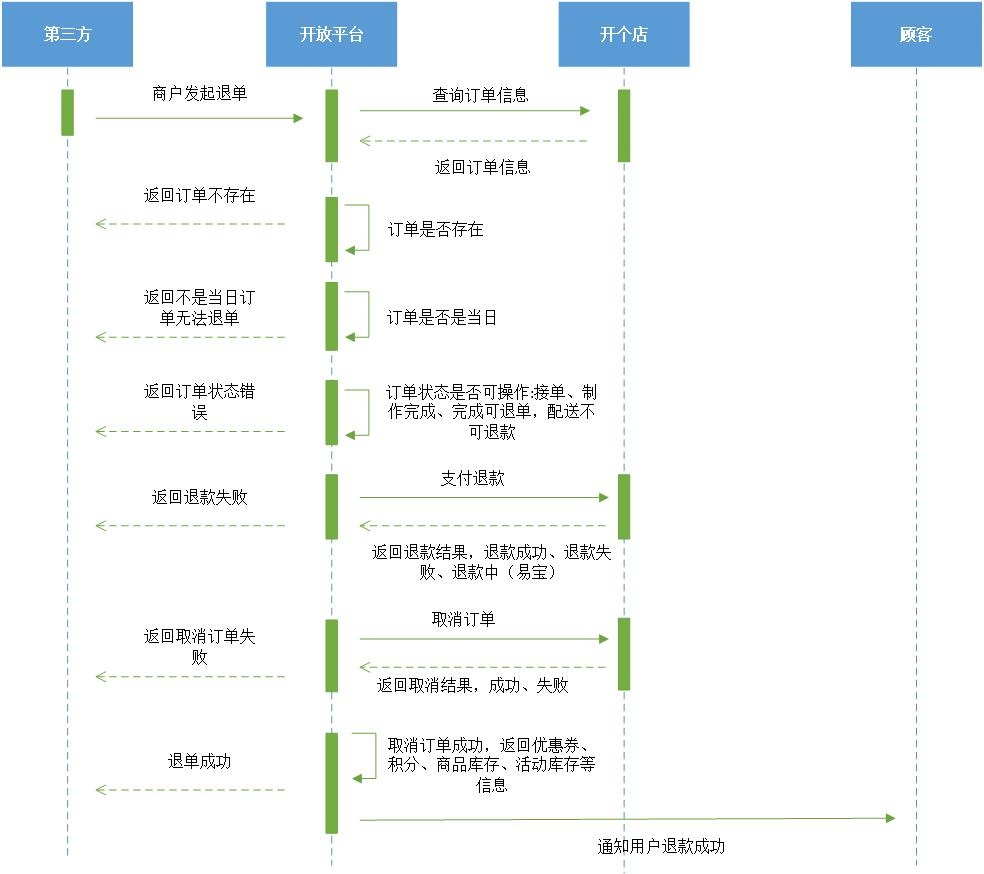 第三方
开放平台
开个店
顾客
商户发起退单
查询订单信息
返回订单信息
返回订单不存在
订单是否存在
返回不是当日订
单无法退单
订单是否是当日
返回订单状态错
误
订单状态是否可操作:接单、制
作完成、完成可退单，配送不
可退款
支付退款
返回退款失败
返回退款结果，退款成功、退款失
败、退款中（易宝）
取消订单
返回取消订单失
败
返回取消结果，成功、失败
取消订单成功，返回优惠券、
积分、商品库存、活动库存等
信息
退单成功
通知用户退款成功